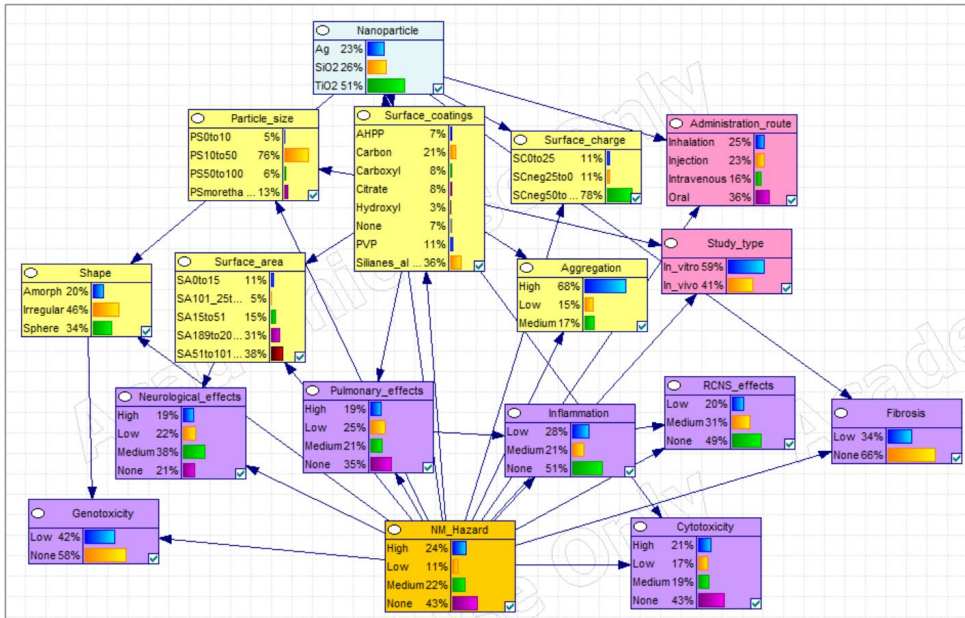 Nanoparticle
Ag 23%
SiO2 26%
TiO2 51%
Particle_size
PS0to10 5%
PS10to50 76%
PS50to100 6%
PSmoretha ... 13%
Surface_coatings
AHPP 7%
Carbon 21%
Carboxyl 8%
Citrate 8%
Hydroxyl 3%
None 7%
PVP 11%
Silianes_al ... 36%
Surface_charge
SC0to25 11%
SCneg25to0 11%
SCneg50to ... 78%
Administration_route
Inhalation 25%
Injection 23%
Intravenous 16%
Oral 36%
Shape
Amorph 20%
Irregular 46%
Sphere 34%
Surface_area
SA0to15 11%
SA101_25t... 5%
SA15to51 15%
SA189to20... 31%
SA51to101... 38%
Aggregation
High 68%
Low 15%
Medium 17%
Study_type
In_vitro 59%
In_vivo 41%
Neurological_effects
High 19%
Low 22%
Medium 38%
None 21%
Pulmonary_effects
High 19%
Low 25%
Medium 21%
None 35%
Inflammation
Low 28%
Medium 21%
None 51%
RCNS_effects
Low 20%
Medium 31%
None 49%
Fibrosis
Low 34%
None 66%
Genotoxicity
Low 42%
None 58%
NM_Hazard
High 24%
Low 11%
Medium 22%
None 43%
Cytotoxicity
High 21%
Low 17%
Medium 19%
None 43%